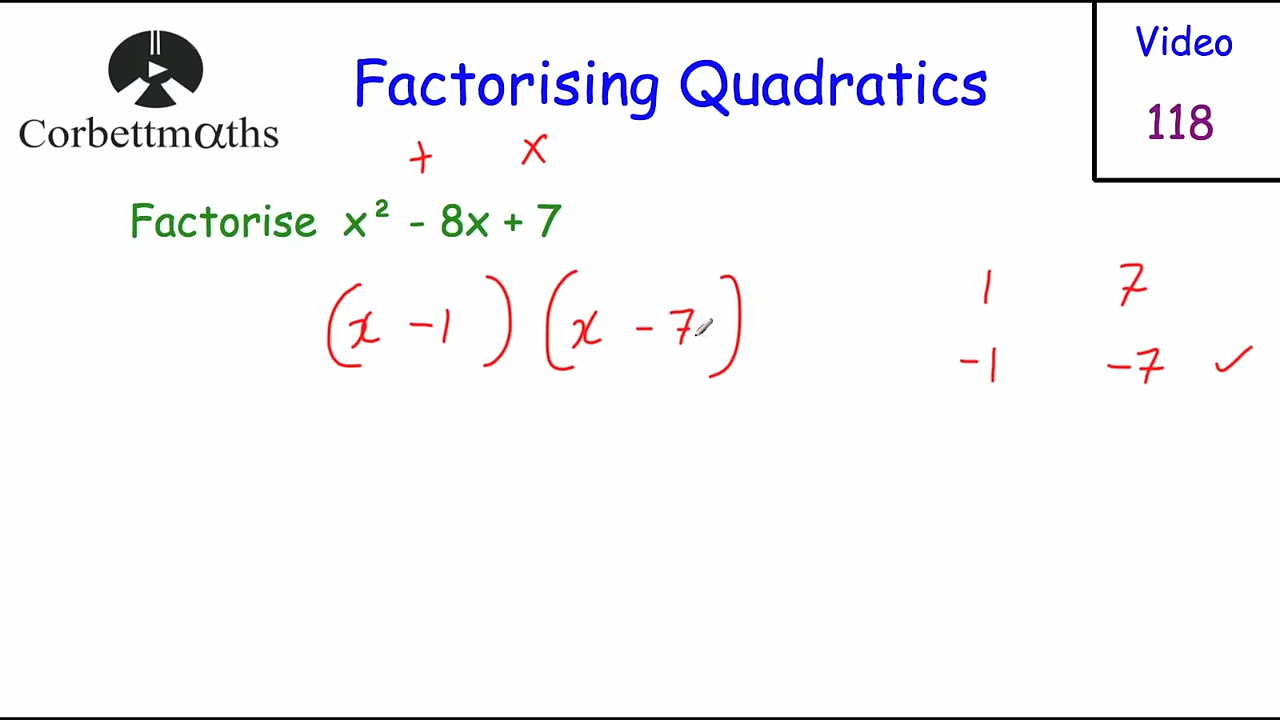 Corbettmαths
Factorising Quadratics
Video
118
+ x
Factorise x² - 8x + 7
(x - 1) (x - 7)
1 7
-1 -7 ✓